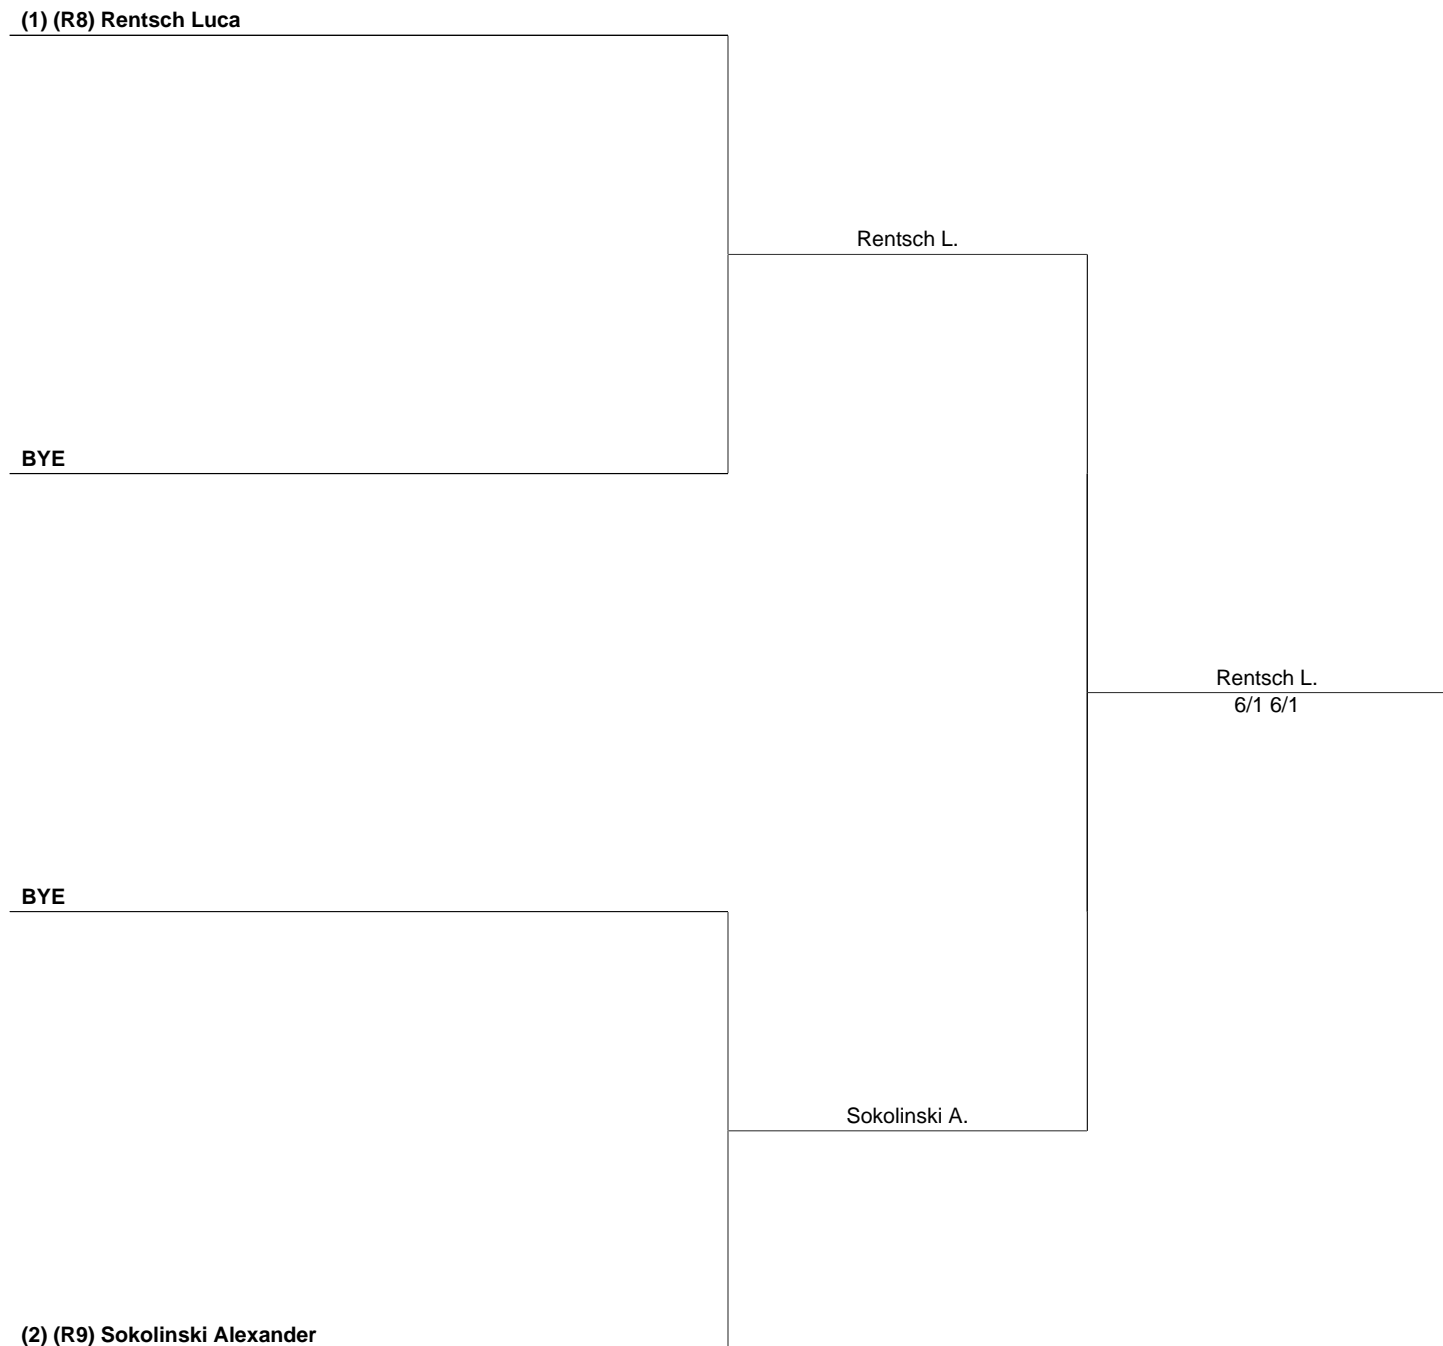 (1) (R8) Rentsch Luca
Rentsch L.
BYE
Rentsch L.
6/1 6/1
BYE
Sokolinski A.
(2) (R9) Sokolinski Alexander